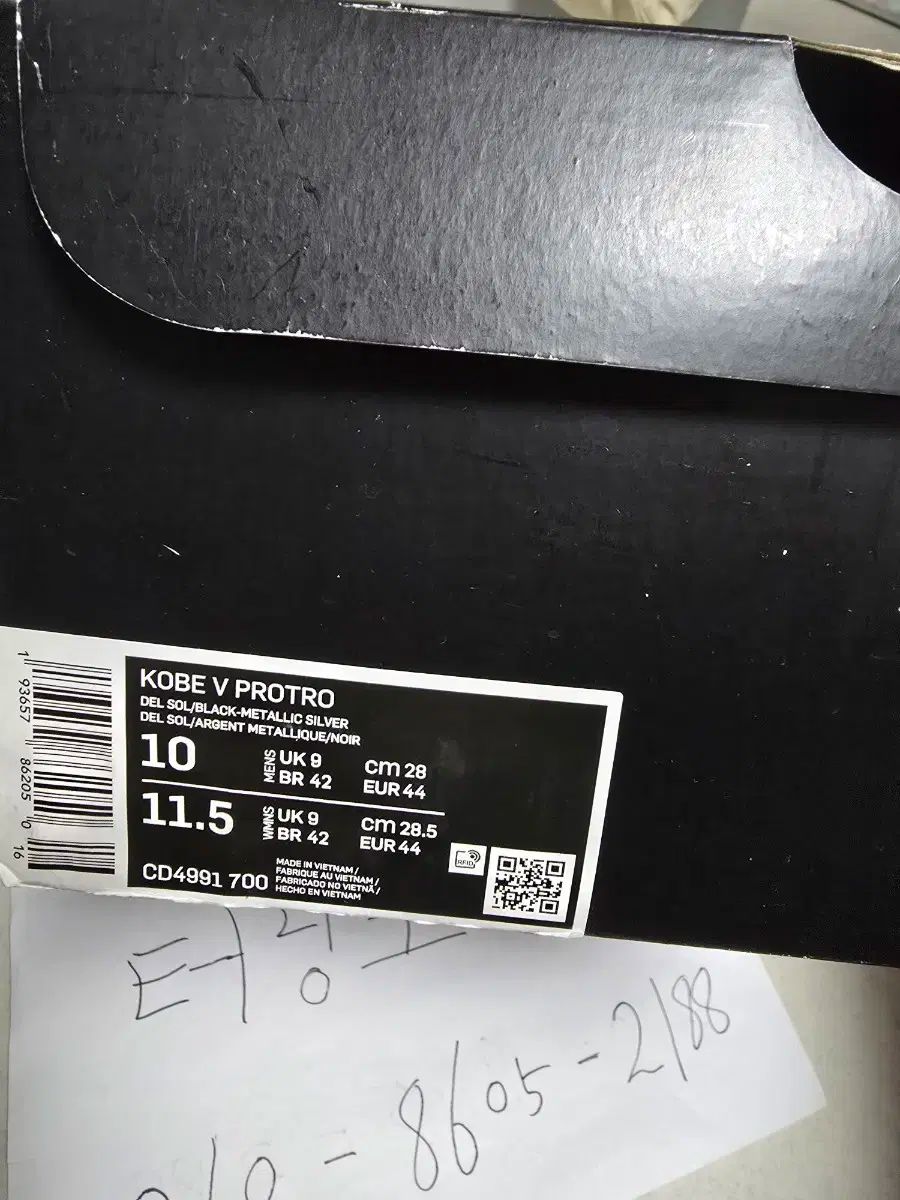 KOBE V PROTRO
DEL SOL/BLACK-METALLIC SILVER
DEL SOL/ARGENT METALLIQUE/NOIR
10 MENS UK 9 cm 28
BR 42 EUR 44
11.5 WMNS UK 9 cm 28.5
BR 42 EUR 44
CD4991 700
MADE IN VIETNAM /
FABRIQUE AU VIETNAM /
FABRICADO NO VIETNÃ /
HECHO EN VIETNAM
RFID
1 93657 86205 0 16
010-8605-2188